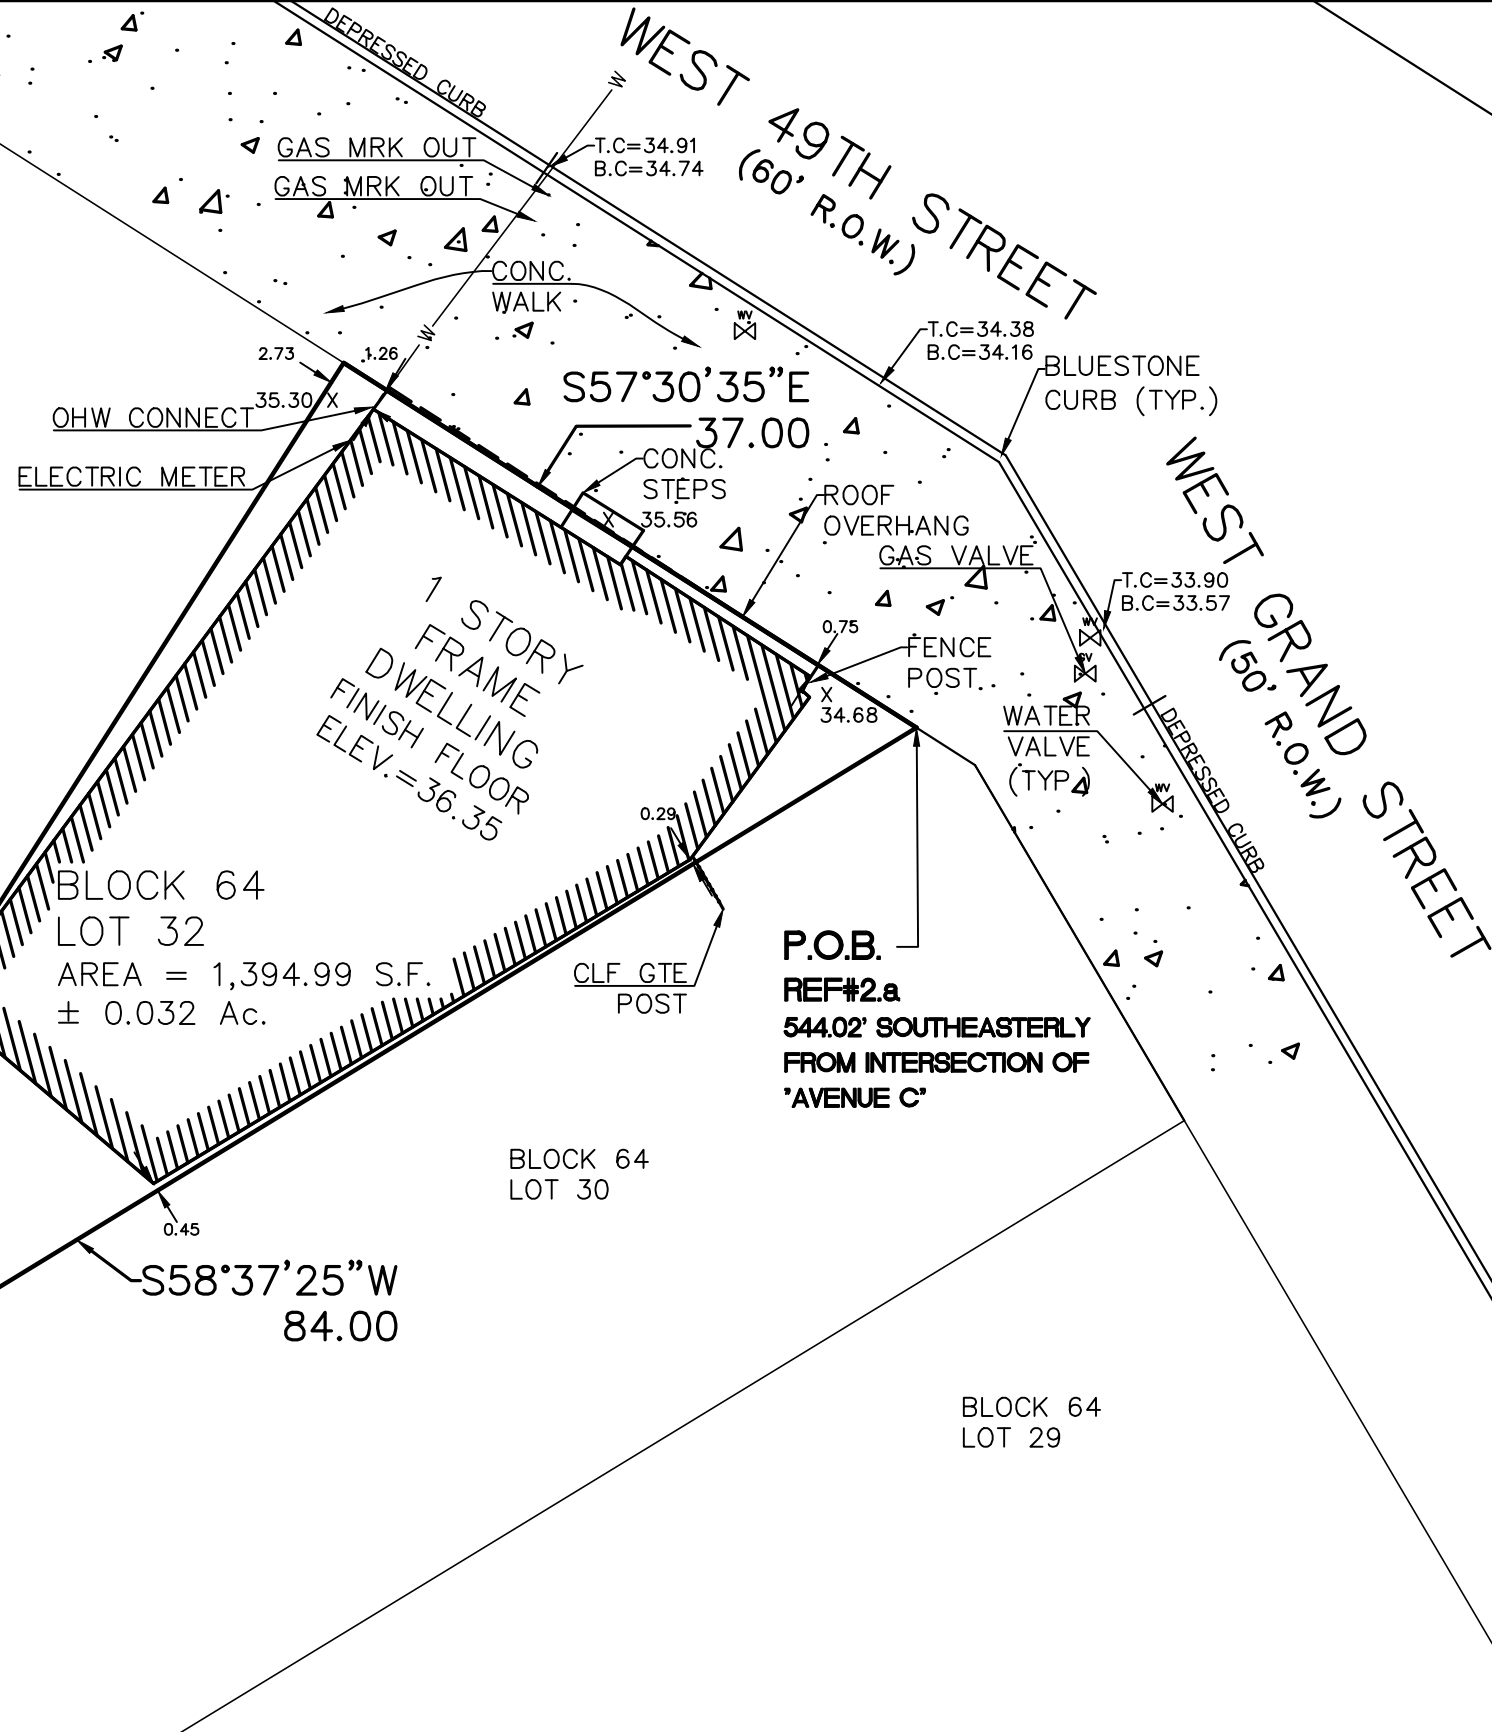 DEPRESSED CURB
WEST 49TH STREET
(60' R.O.W.)
W
GAS MRK OUT
GAS MRK OUT
T.C=34.91
B.C=34.74
CONC.
WALK
WV
W
T.C=34.38
B.C=34.16
BLUESTONE
CURB (TYP.)
2.73
1.26
35.30 X
OHW CONNECT
ELECTRIC METER
S57°30'35"E
37.00
CONC.
STEPS
X 35.56
ROOF
OVERHANG
GAS VALVE
WEST GRAND STREET
(50' R.O.W.)
T.C=33.90
B.C=33.57
WV
GV
0.75
FENCE
POST
X
34.68
WATER
VALVE
(TYP.)
WV
DEPRESSED CURB
1 STORY
FRAME
DWELLING
FINISH FLOOR
ELEV.=36.35
0.29
BLOCK 64
LOT 32
AREA = 1,394.99 S.F.
± 0.032 Ac.
CLF GTE
POST
P.O.B.
REF#2.a
544.02' SOUTHEASTERLY
FROM INTERSECTION OF
"AVENUE C"
BLOCK 64
LOT 30
0.45
S58°37'25"W
84.00
BLOCK 64
LOT 29